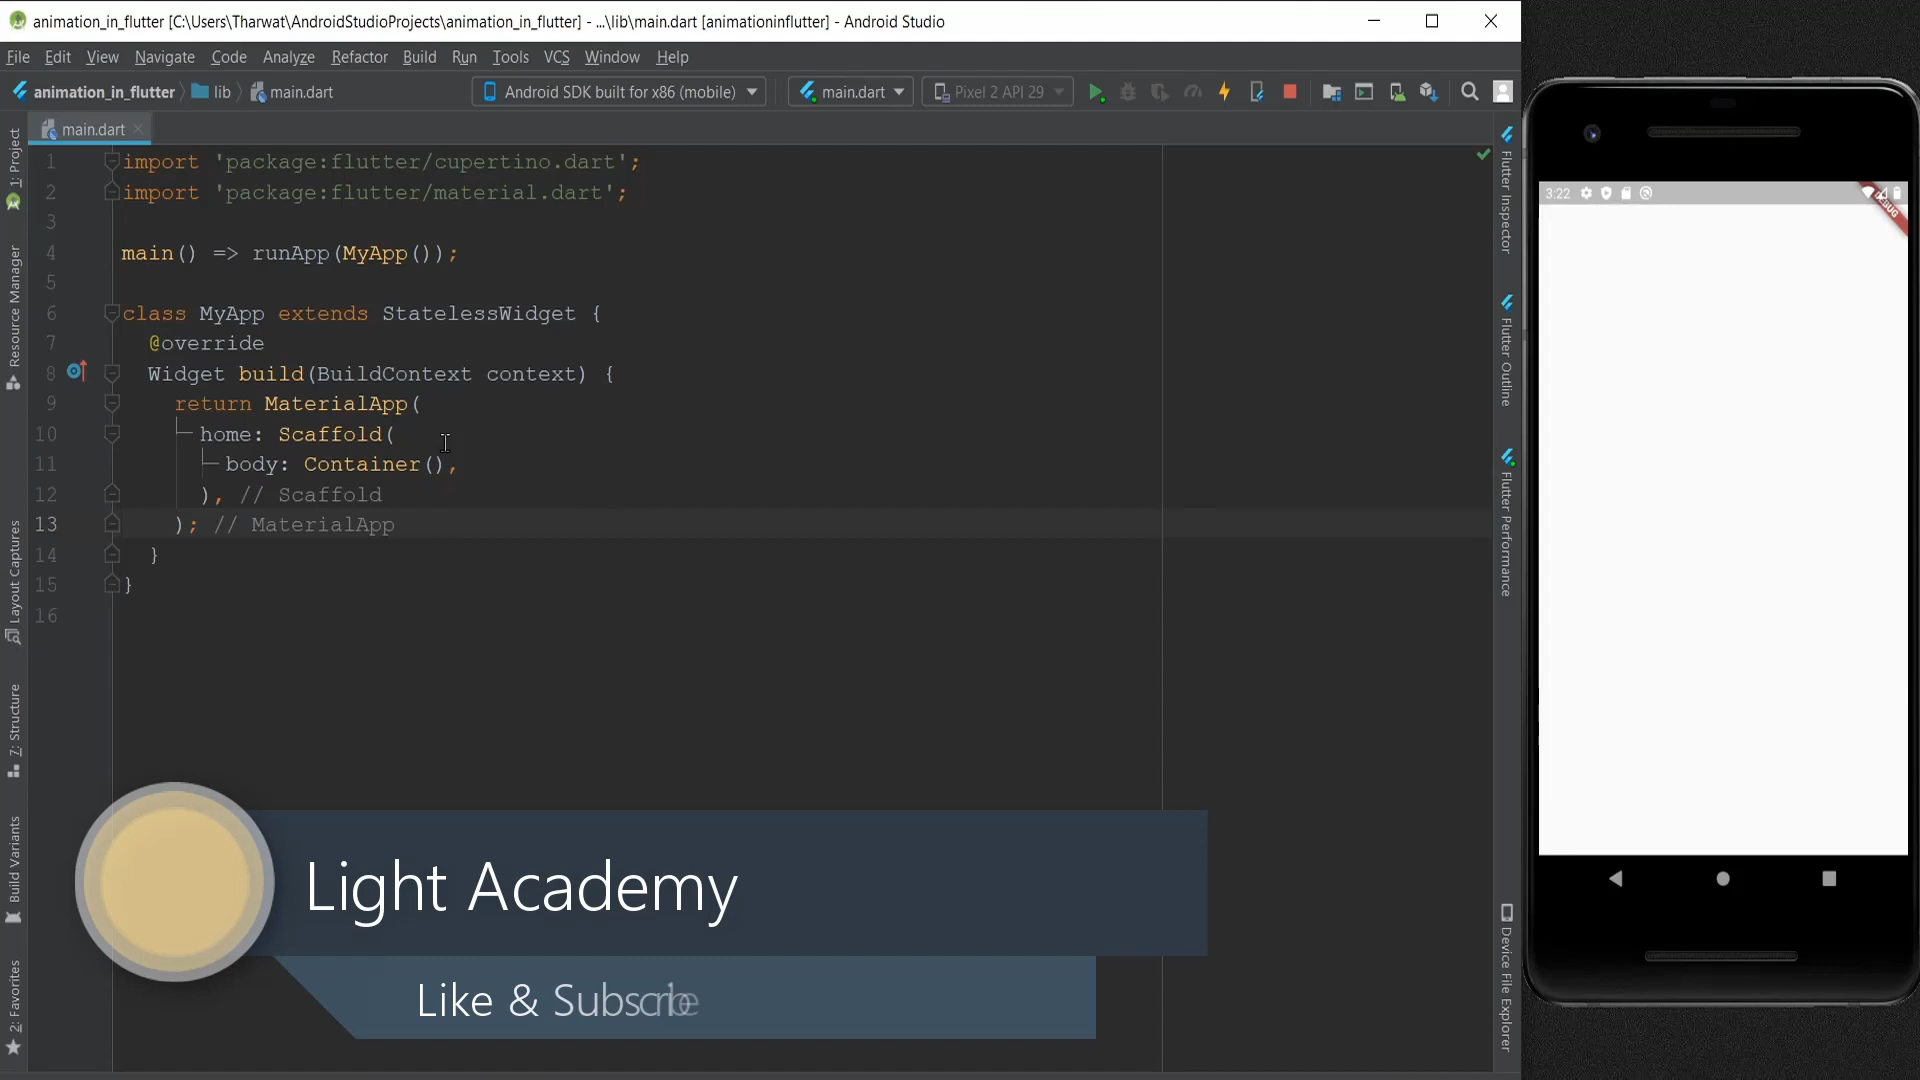 animation_in_flutter [C:\Users\Tharwat\AndroidStudioProjects\animation_in_flutter] - ...\lib\main.dart [animationinflutter] - Android Studio
File Edit View Navigate Code Analyze Refactor Build Run Tools VCS Window Help
animation_in_flutter lib main.dart Android SDK built for x86 (mobile) main.dart Pixel 2 API 29
main.dart
1 import 'package:flutter/cupertino.dart';
2 import 'package:flutter/material.dart';
3
4 main() => runApp(MyApp());
5
6 class MyApp extends StatelessWidget {
7 @override
8 Widget build(BuildContext context) {
9 return MaterialApp(
10 home: Scaffold(
11 body: Container(),
12 ), // Scaffold
13 ); // MaterialApp
14 }
15 }
16
1: Project
Resource Manager
Layout Captures
7: Structure
Build Variants
2: Favorites
Flutter Inspector
Flutter Outline
Flutter Performance
Device File Explorer
3:22
DEBUG
Light Academy
Like & Subscribe